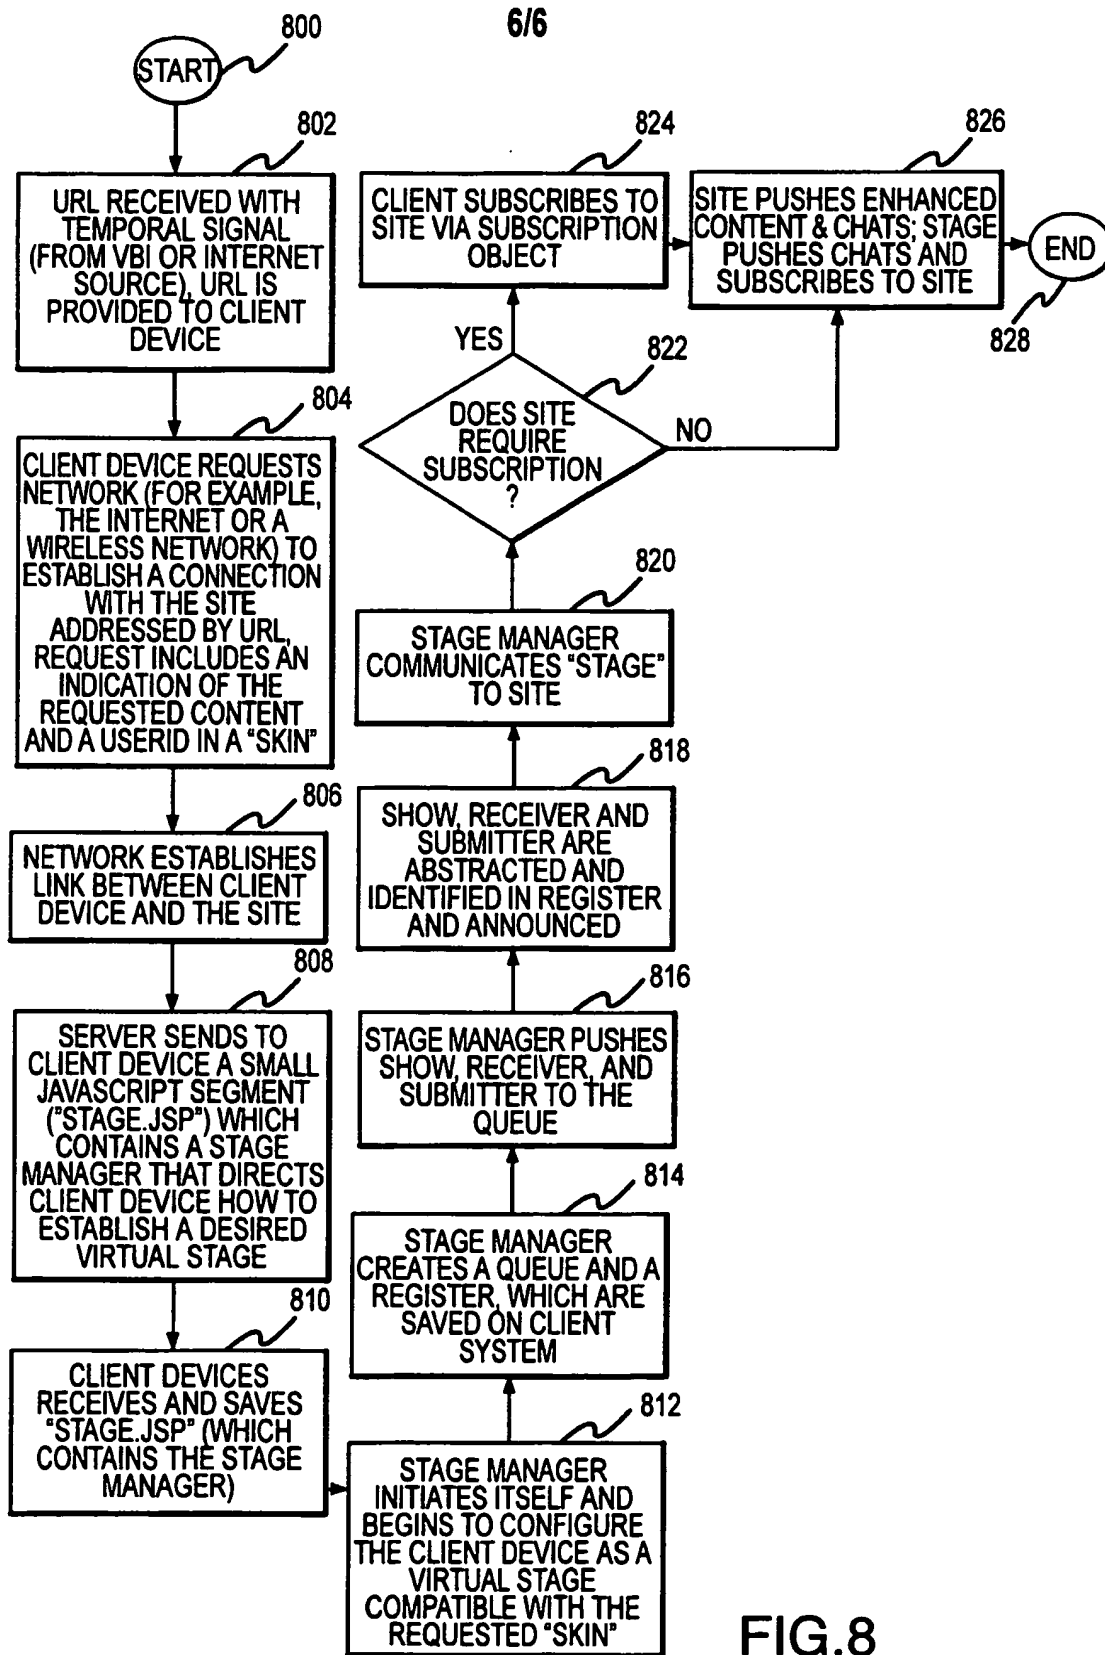 6/6
800
START
802
URL RECEIVED WITH
TEMPORAL SIGNAL
(FROM VBI OR INTERNET
SOURCE), URL IS
PROVIDED TO CLIENT
DEVICE
804
CLIENT DEVICE REQUESTS
NETWORK (FOR EXAMPLE,
THE INTERNET OR A
WIRELESS NETWORK) TO
ESTABLISH A CONNECTION
WITH THE SITE
ADDRESSED BY URL,
REQUEST INCLUDES AN
INDICATION OF THE
REQUESTED CONTENT
AND A USERID IN A "SKIN"
806
NETWORK ESTABLISHES
LINK BETWEEN CLIENT
DEVICE AND THE SITE
808
SERVER SENDS TO
CLIENT DEVICE A SMALL
JAVASCRIPT SEGMENT
("STAGE.JSP") WHICH
CONTAINS A STAGE
MANAGER THAT DIRECTS
CLIENT DEVICE HOW TO
ESTABLISH A DESIRED
VIRTUAL STAGE
810
CLIENT DEVICES
RECEIVES AND SAVES
"STAGE.JSP" (WHICH
CONTAINS THE STAGE
MANAGER)
812
STAGE MANAGER
INITIATES ITSELF AND
BEGINS TO CONFIGURE
THE CLIENT DEVICE AS A
VIRTUAL STAGE
COMPATIBLE WITH THE
REQUESTED "SKIN"
814
STAGE MANAGER
CREATES A QUEUE AND A
REGISTER, WHICH ARE
SAVED ON CLIENT
SYSTEM
816
STAGE MANAGER PUSHES
SHOW, RECEIVER, AND
SUBMITTER TO THE
QUEUE
818
SHOW, RECEIVER AND
SUBMITTER ARE
ABSTRACTED AND
IDENTIFIED IN REGISTER
AND ANNOUNCED
820
STAGE MANAGER
COMMUNICATES "STAGE"
TO SITE
822
DOES SITE
REQUIRE
SUBSCRIPTION
?
YES
NO
824
CLIENT SUBSCRIBES TO
SITE VIA SUBSCRIPTION
OBJECT
826
SITE PUSHES ENHANCED
CONTENT & CHATS; STAGE
PUSHES CHATS AND
SUBSCRIBES TO SITE
END
828
FIG.8